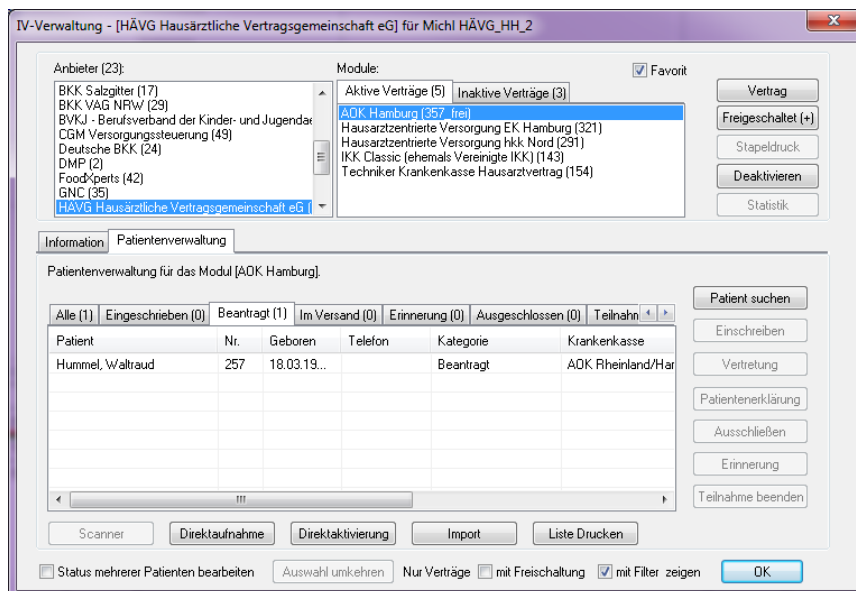 IV-Verwaltung - [HÄVG Hausärztliche Vertragsgemeinschaft eG] für Michl HÄVG_HH_2
Anbieter (23):
BKK Salzgitter (17)
BKK VAG NRW (29)
BVKJ - Berufsverband der Kinder- und Jugendae
CGM Versorgungssteuerung (49)
Deutsche BKK (24)
DMP (2)
FoodXperts (42)
GNC (35)
HÄVG Hausärztliche Vertragsgemeinschaft eG (
Module:
Favorit
Aktive Verträge (5) Inaktive Verträge (3)
AOK Hamburg (357_frei)
Hausarztzentrierte Versorgung EK Hamburg (321)
Hausarztzentrierte Versorgung hkk Nord (291)
IKK Classic (ehemals Vereinigte IKK) (143)
Techniker Krankenkasse Hausarztvertrag (154)
Vertrag
Freigeschaltet (+)
Stapeldruck
Deaktivieren
Statistik
Information Patientenverwaltung
Patientenverwaltung für das Modul [AOK Hamburg].
Alle (1) Eingeschrieben (0) Beantragt (1) Im Versand (0) Erinnerung (0) Ausgeschlossen (0) Teilnahm
Patient Nr. Geboren Telefon Kategorie Krankenkasse
Hummel, Waltraud 257 18.03.19... Beantragt AOK Rheinland/Har
Patient suchen
Einschreiben
Vertretung
Patientenerklärung
Ausschließen
Erinnerung
Teilnahme beenden
Scanner Direktaufnahme Direktaktivierung Import Liste Drucken
Status mehrerer Patienten bearbeiten Auswahl umkehren Nur Verträge mit Freischaltung mit Filter zeigen OK